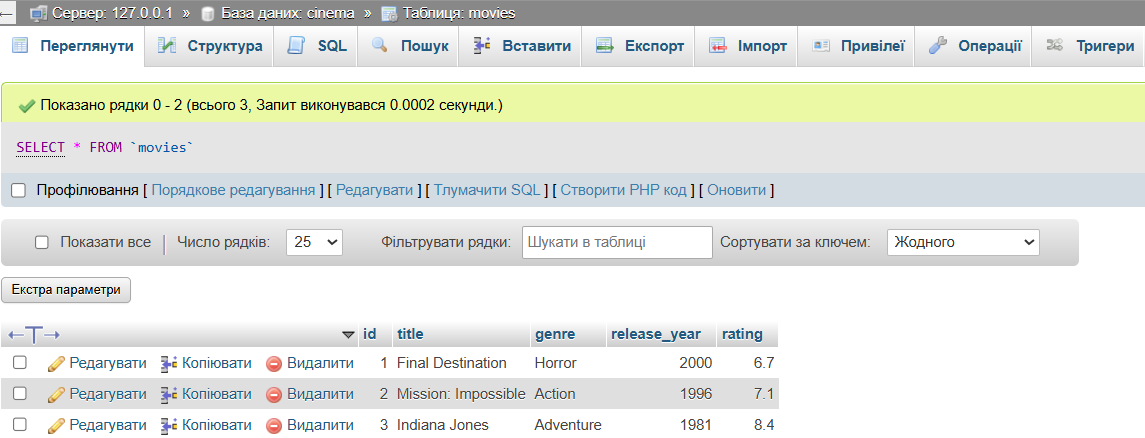 Сервер: 127.0.0.1 » База даних: cinema » Таблиця: movies
Переглянути Структура SQL Пошук Вставити Експорт Імпорт Привілеї Операції Тригери
Показано рядки 0 - 2 (всього 3, Запит виконувався 0.0002 секунди.)
SELECT * FROM `movies`
Профілювання [ Порядкове редагування ] [ Редагувати ] [ Тлумачити SQL ] [ Створити PHP код ] [ Оновити ]
Показати все | Число рядків: 25 Фільтрувати рядки: Шукати в таблиці Сортувати за ключем: Жодного
Екстра параметри
←T→ id title genre release_year rating
Редагувати Копіювати Видалити 1 Final Destination Horror 2000 6.7
Редагувати Копіювати Видалити 2 Mission: Impossible Action 1996 7.1
Редагувати Копіювати Видалити 3 Indiana Jones Adventure 1981 8.4